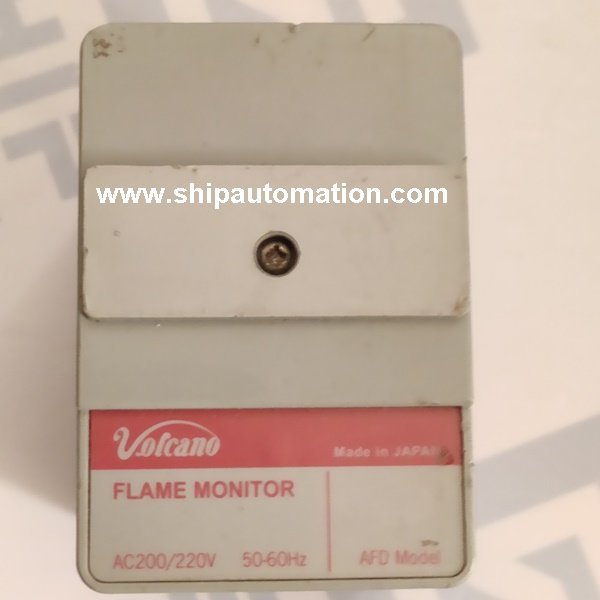 www.shipautomation.com
Volcano
Made in JAPAN
FLAME MONITOR
AC200/220V 50-60Hz AFD Model